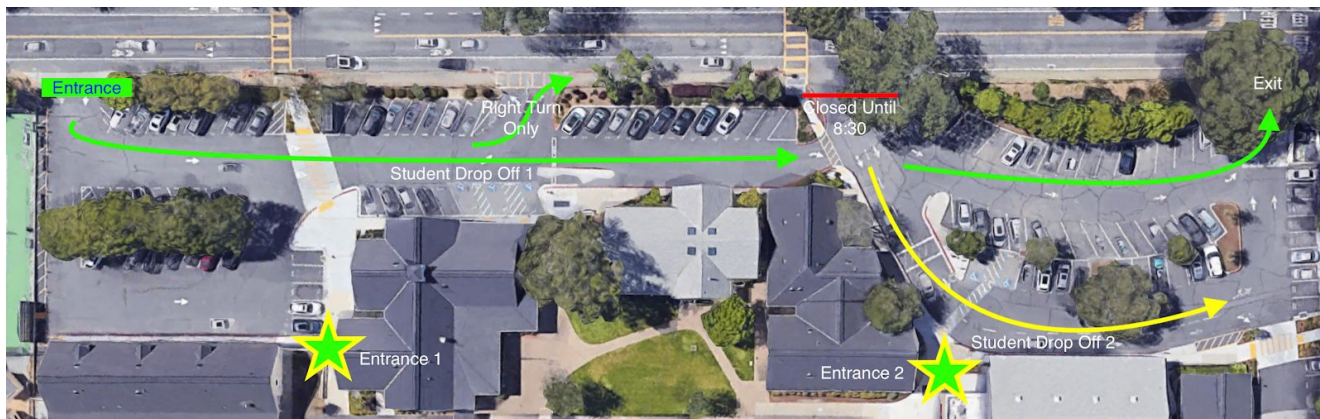 Entrance
Right Turn
Only
Closed Until
8:30
Exit
Student Drop Off 1
Student Drop Off 2
Entrance 1
Entrance 2